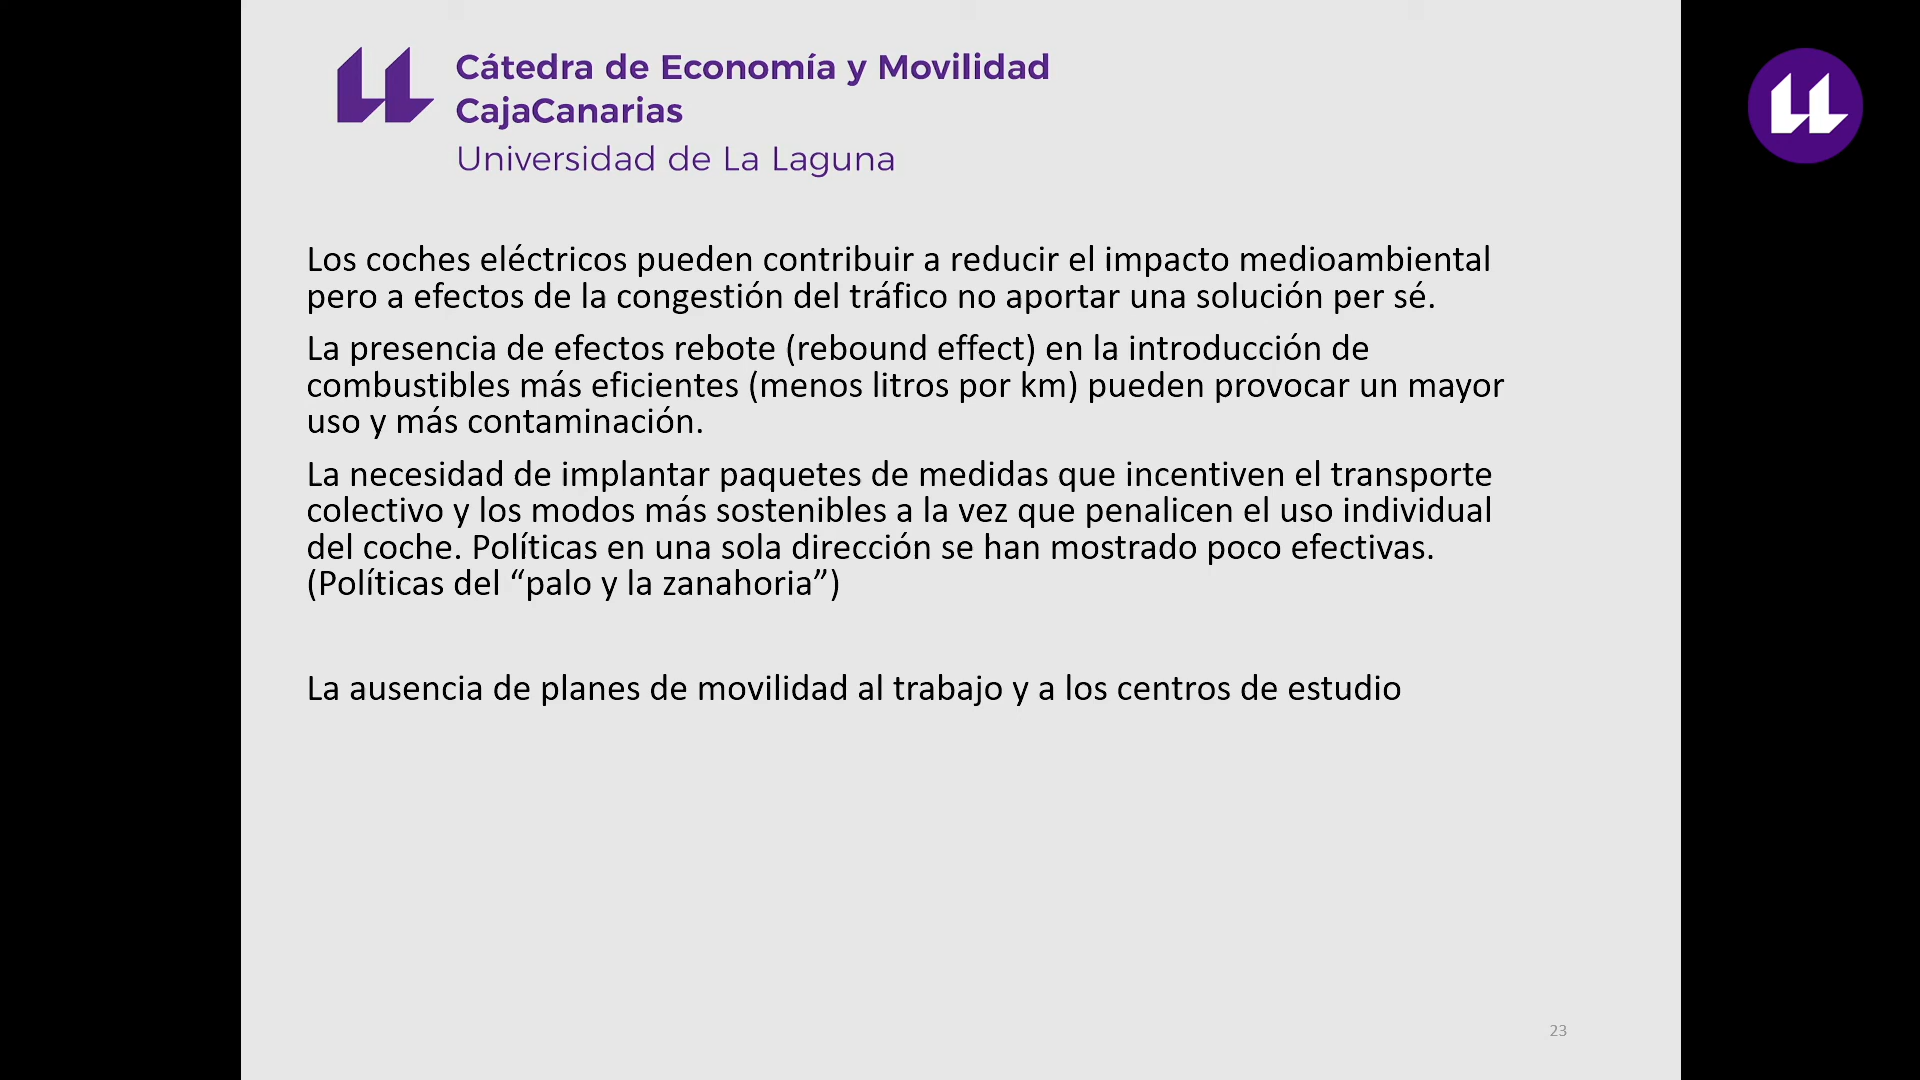 Cátedra de Economía y Movilidad
CajaCanarias
Universidad de La Laguna
Los coches eléctricos pueden contribuir a reducir el impacto medioambiental
pero a efectos de la congestión del tráfico no aportar una solución per sé.
La presencia de efectos rebote (rebound effect) en la introducción de
combustibles más eficientes (menos litros por km) pueden provocar un mayor
uso y más contaminación.
La necesidad de implantar paquetes de medidas que incentiven el transporte
colectivo y los modos más sostenibles a la vez que penalicen el uso individual
del coche. Políticas en una sola dirección se han mostrado poco efectivas.
(Políticas del “palo y la zanahoria”)
La ausencia de planes de movilidad al trabajo y a los centros de estudio
23